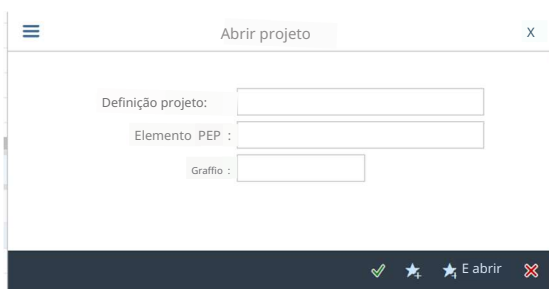 Abrir projeto
X
Definição projeto:
Elemento PEP :
Graffio :
E abrir